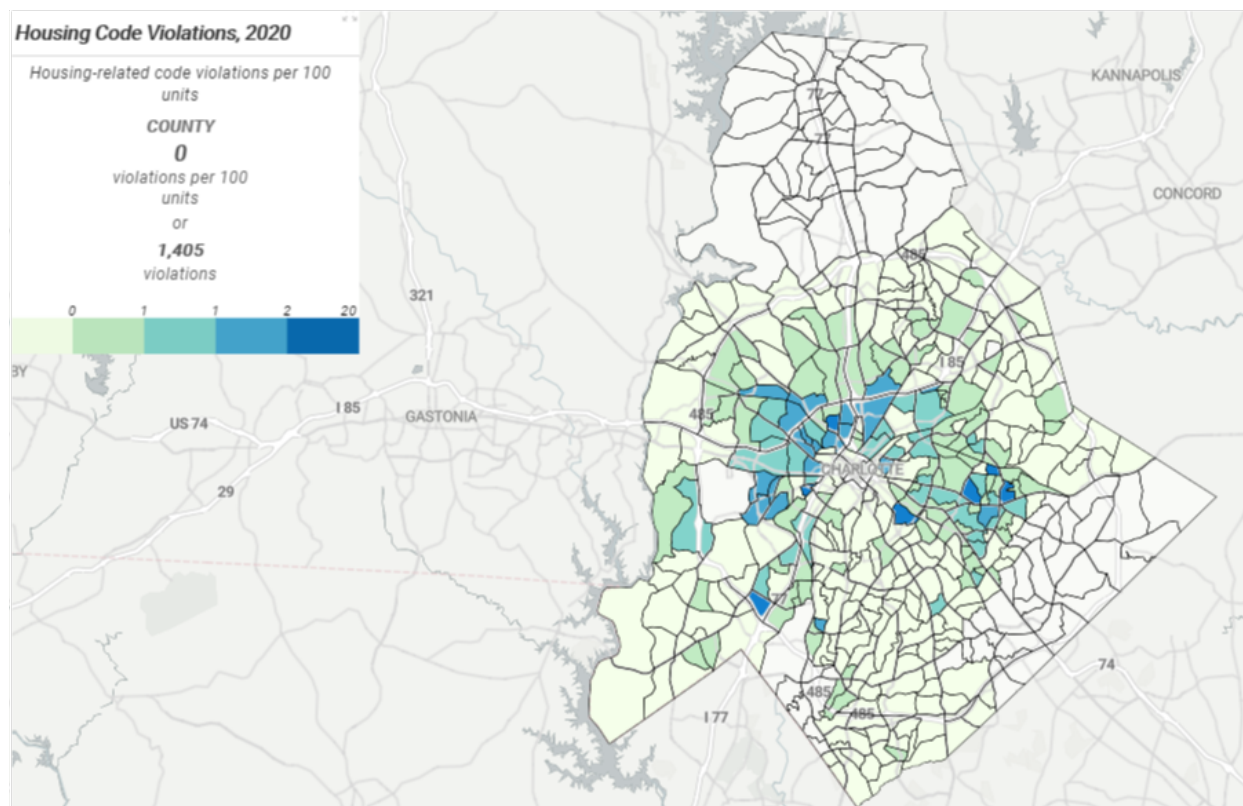 Housing Code Violations, 2020
Housing-related code violations per 100
units
COUNTY
0
violations per 100
units
or
1,405
violations
0 1 1 2 20
77
KANNAPOLIS
77
CONCORD
485
321
I 85
BY
I 85
485
US 74
GASTONIA
CHARLOTTE
29
77
74
485
I 77
485